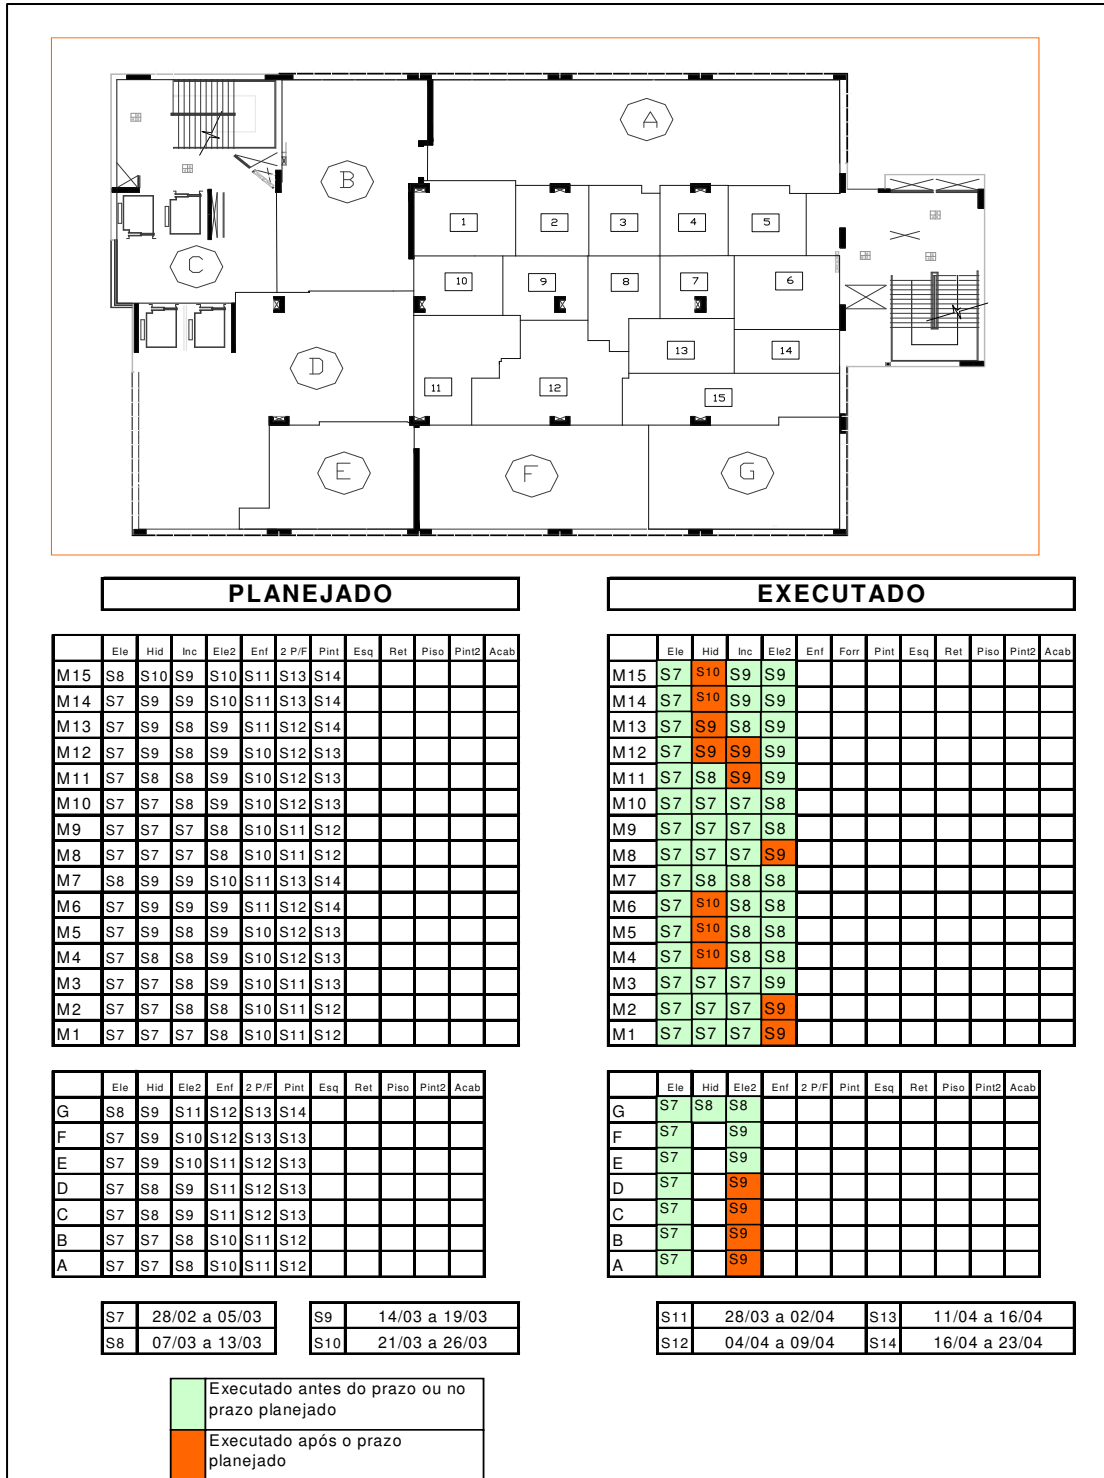 A
B
1
2
3
4
5
C
10
9
8
7
6
D
13
14
11
12
15
E
F
G
PLANEJADO
EXECUTADO
Ele Hid Inc Ele2 Enf 2 P/F Pint Esq Ret Piso Pint2 Acab
M15 S8 S10 S9 S10 S11 S13 S14
M14 S7 S9 S9 S10 S11 S13 S14
M13 S7 S9 S8 S9 S11 S12 S14
M12 S7 S9 S8 S9 S10 S12 S13
M11 S7 S8 S8 S9 S10 S12 S13
M10 S7 S7 S8 S9 S10 S12 S13
M9 S7 S7 S7 S8 S10 S11 S12
M8 S7 S7 S7 S8 S10 S11 S12
M7 S8 S9 S9 S10 S11 S13 S14
M6 S7 S9 S9 S9 S11 S12 S14
M5 S7 S9 S8 S9 S10 S12 S13
M4 S7 S8 S8 S9 S10 S12 S13
M3 S7 S7 S8 S9 S10 S11 S13
M2 S7 S7 S8 S8 S10 S11 S12
M1 S7 S7 S7 S8 S10 S11 S12
Ele Hid Inc Ele2 Enf Forr Pint Esq Ret Piso Pint2 Acab
M15 S7 S10 S9 S9
M14 S7 S10 S9 S9
M13 S7 S9 S8 S9
M12 S7 S9 S9 S9
M11 S7 S8 S9 S9
M10 S7 S7 S7 S8
M9 S7 S7 S7 S8
M8 S7 S7 S7 S9
M7 S7 S8 S8 S8
M6 S7 S10 S8 S8
M5 S7 S10 S8 S8
M4 S7 S10 S8 S8
M3 S7 S7 S7 S9
M2 S7 S7 S7 S9
M1 S7 S7 S7 S9
Ele Hid Ele2 Enf 2 P/F Pint Esq Ret Piso Pint2 Acab
G S8 S9 S11 S12 S13 S14
F S7 S9 S10 S12 S13 S13
E S7 S9 S10 S11 S12 S13
D S7 S8 S9 S11 S12 S13
C S7 S8 S9 S11 S12 S13
B S7 S7 S8 S10 S11 S12
A S7 S7 S8 S10 S11 S12
Ele Hid Ele2 Enf 2 P/F Pint Esq Ret Piso Pint2 Acab
G S7 S8 S8
F S7 S9
E S7 S9
D S7 S9
C S7 S9
B S7 S9
A S7 S9
S7 28/02 a 05/03 S9 14/03 a 19/03 S11 28/03 a 02/04 S13 11/04 a 16/04
S8 07/03 a 13/03 S10 21/03 a 26/03 S12 04/04 a 09/04 S14 16/04 a 23/04
Executado antes do prazo ou no
prazo planejado
Executado após o prazo
planejado